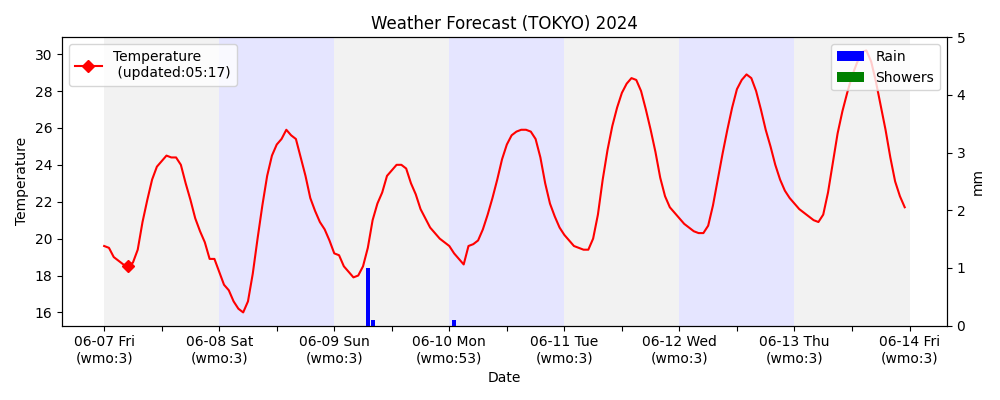 Weather Forecast (TOKYO) 2024
Temperature
(updated:05:17)
Rain
Showers
Temperature
30
28
26
24
22
20
18
16
5
4
3
2
1
0
mm
06-07 Fri
(wmo:3)
06-08 Sat
(wmo:3)
06-09 Sun
(wmo:3)
06-10 Mon
(wmo:53)
06-11 Tue
(wmo:3)
06-12 Wed
(wmo:3)
06-13 Thu
(wmo:3)
06-14 Fri
(wmo:3)
Date